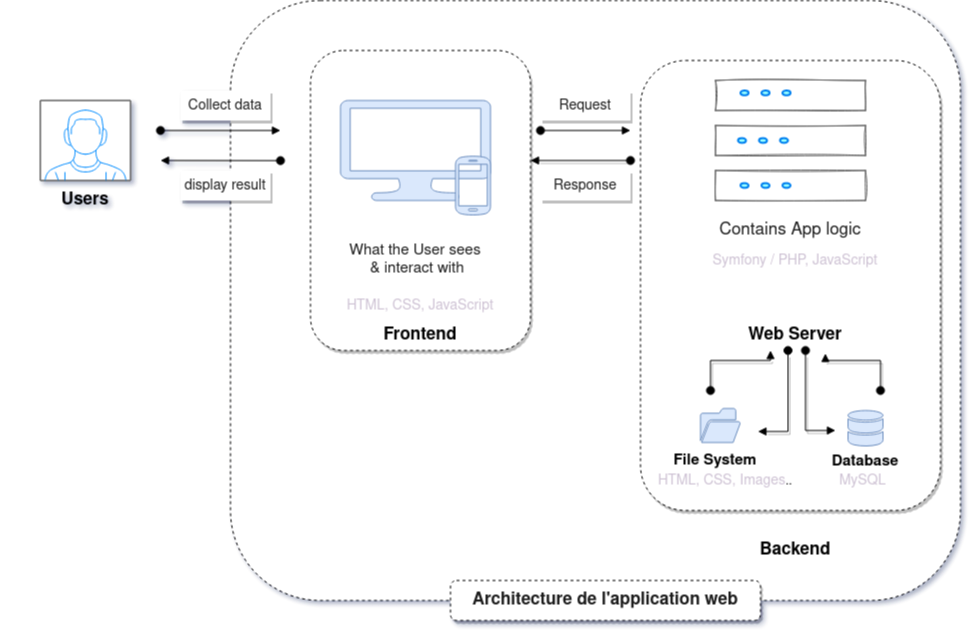 Collect data
display result
Users
What the User sees
& interact with
HTML, CSS, JavaScript
Frontend
Request
Response
Contains App logic
Symfony / PHP, JavaScript
Web Server
File System
HTML, CSS, Images..
Database
MySQL
Backend
Architecture de l'application web